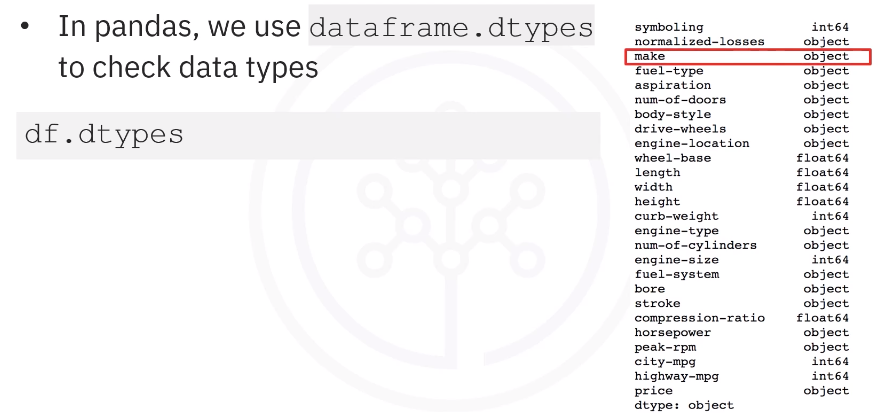 • In pandas, we use dataframe.dtypes
to check data types
df.dtypes
symboling int64
normalized-losses object
make object
fuel-type object
aspiration object
num-of-doors object
body-style object
drive-wheels object
engine-location object
wheel-base float64
length float64
width float64
height float64
curb-weight int64
engine-type object
num-of-cylinders object
engine-size int64
fuel-system object
bore object
stroke object
compression-ratio float64
horsepower object
peak-rpm object
city-mpg int64
highway-mpg int64
price object
dtype: object